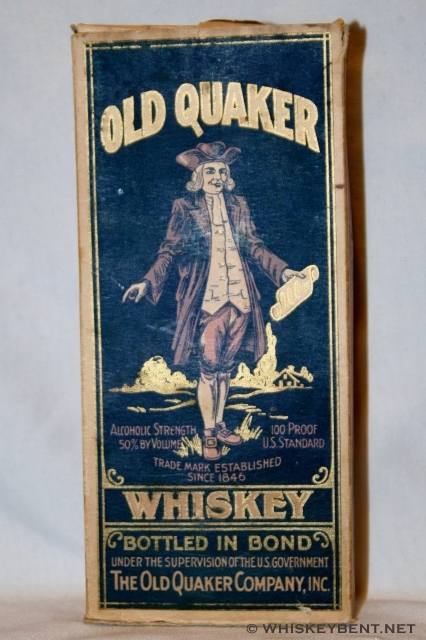 OLD QUAKER
ALCOHOLIC STRENGTH
50% BY VOLUME
100 PROOF
U.S. STANDARD
TRADE MARK ESTABLISHED
SINCE 1846
WHISKEY
BOTTLED IN BOND
UNDER THE SUPERVISION OF THE U.S. GOVERNMENT
THE OLD QUAKER COMPANY, INC.
© WHISKEYBENT.NET